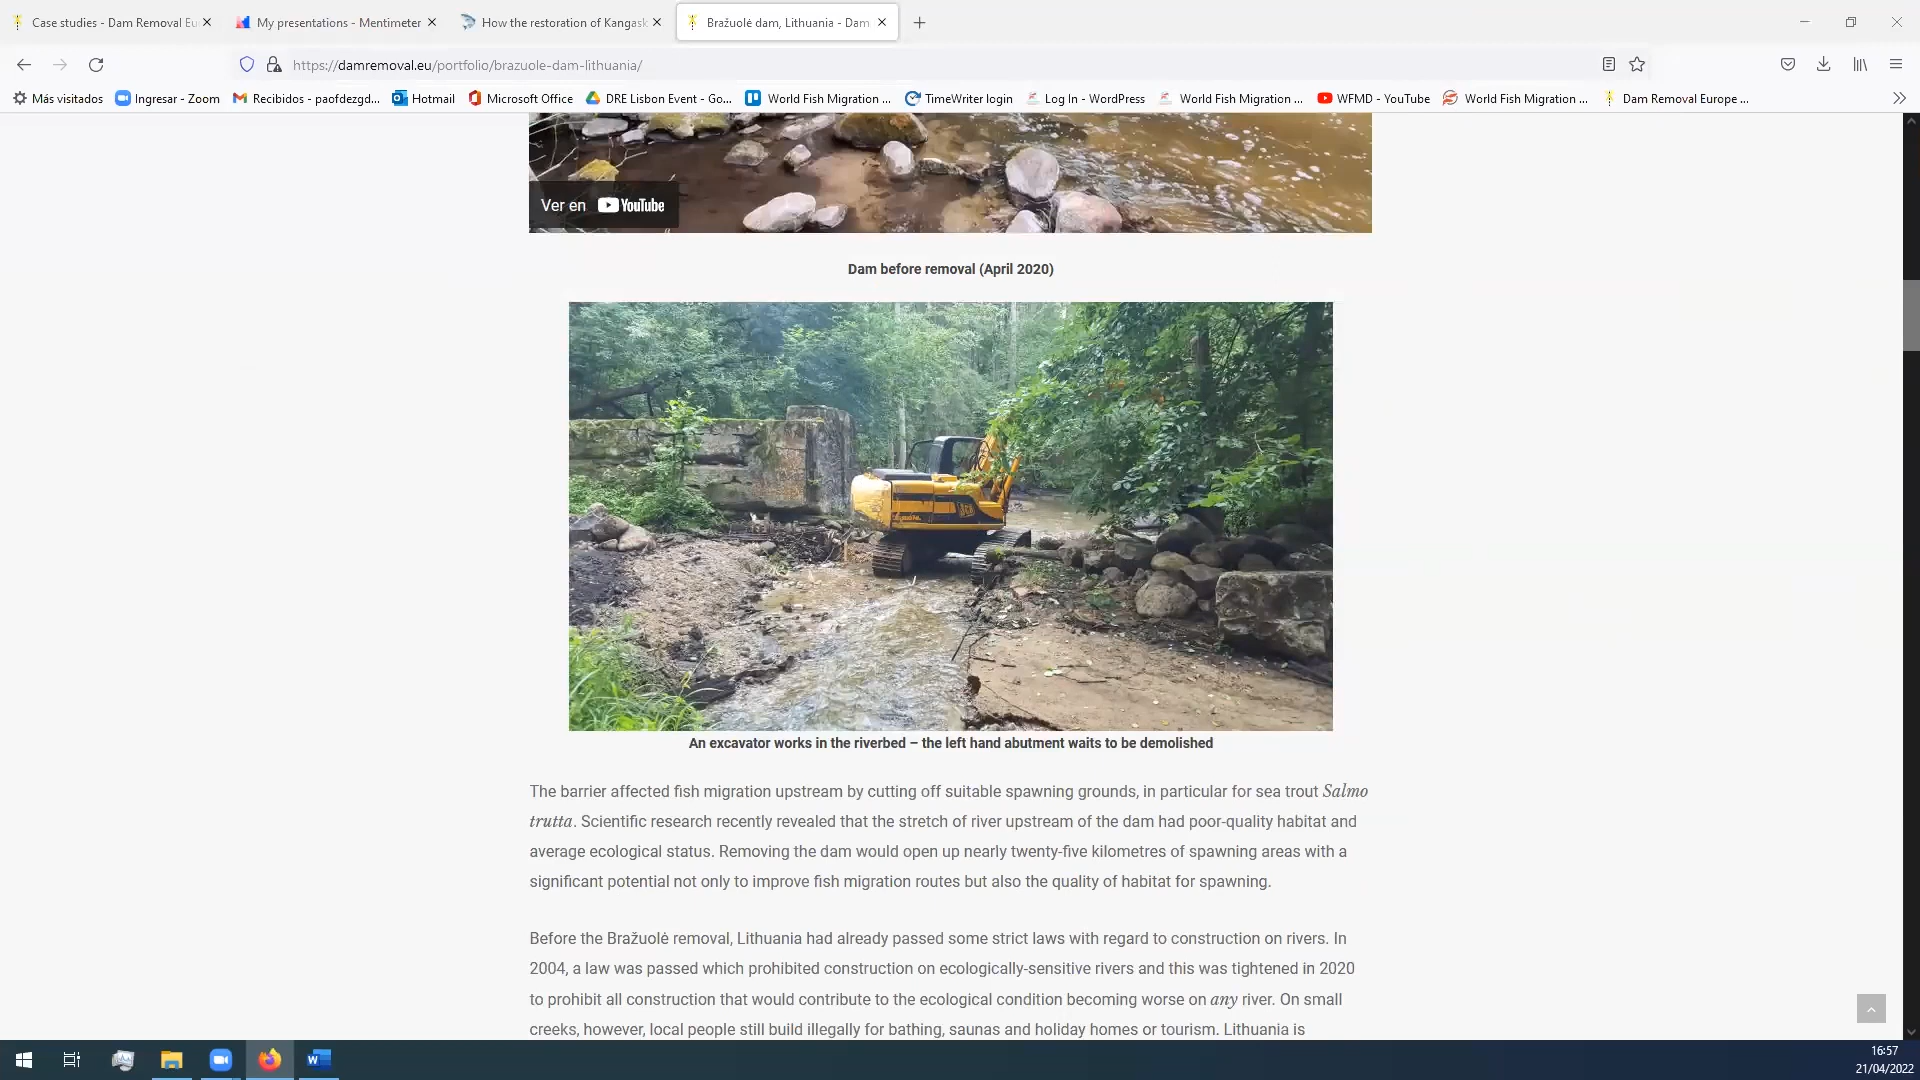 Case studies - Dam Removal Eu
My presentations - Mentimeter
How the restoration of Kangask
Bražuolė dam, Lithuania - Dam
https://damremoval.eu/portfolio/brazuole-dam-lithuania/
Más visitados
Ingresar - Zoom
Recibidos - paofdezgd...
Hotmail
Microsoft Office
DRE Lisbon Event - Go...
World Fish Migration ...
TimeWriter login
Log In - WordPress
World Fish Migration ...
WFMD - YouTube
World Fish Migration ...
Dam Removal Europe ...
Ver en YouTube
Dam before removal (April 2020)
JCB
An excavator works in the riverbed – the left hand abutment waits to be demolished
The barrier affected fish migration upstream by cutting off suitable spawning grounds, in particular for sea trout Salmo
trutta. Scientific research recently revealed that the stretch of river upstream of the dam had poor-quality habitat and
average ecological status. Removing the dam would open up nearly twenty-five kilometres of spawning areas with a
significant potential not only to improve fish migration routes but also the quality of habitat for spawning.
Before the Bražuolė removal, Lithuania had already passed some strict laws with regard to construction on rivers. In
2004, a law was passed which prohibited construction on ecologically-sensitive rivers and this was tightened in 2020
to prohibit all construction that would contribute to the ecological condition becoming worse on any river. On small
creeks, however, local people still build illegally for bathing, saunas and holiday homes or tourism. Lithuania is
16:57
21/04/2022